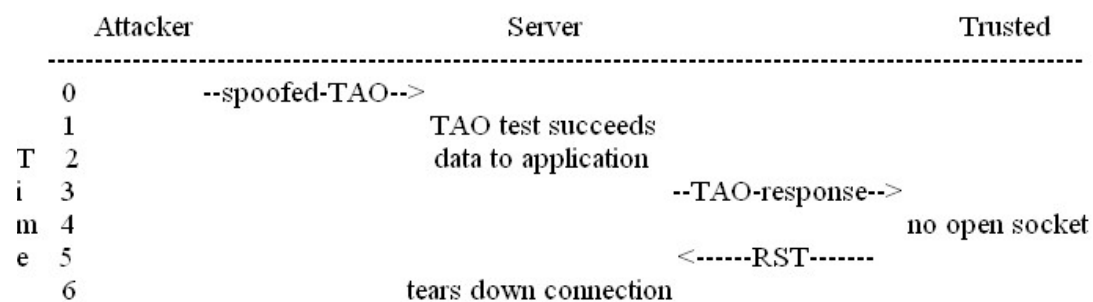 Attacker Server Trusted
--------------------------------------------------------------------------------
0 --spoofed-TAO-->
1 TAO test succeeds
T 2 data to application
i 3 --TAO-response-->
m 4 no open socket
e 5 <------RST-------
6 tears down connection